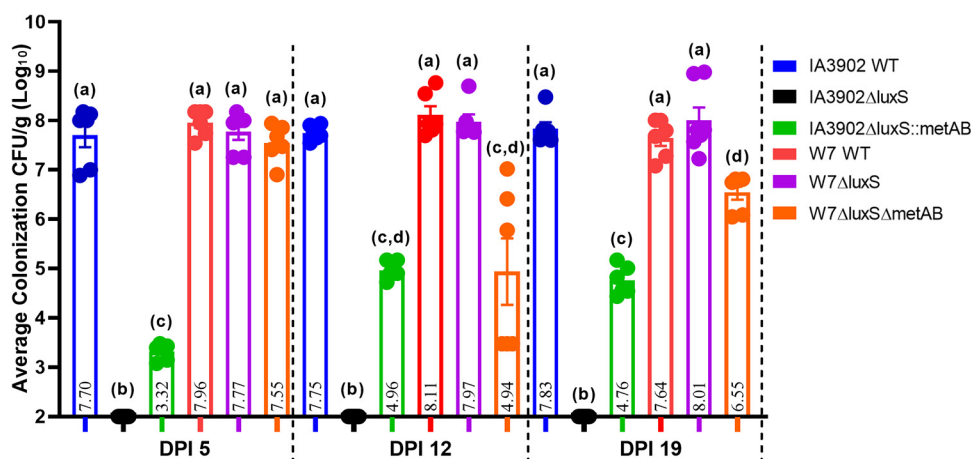 Average Colonization CFU/g (Log10)
10
9
8
7
6
5
4
3
2
(a)
(b)
(c)
(a)
(a)
(a)
(a)
(b)
(c,d)
(a)
(a)
(c,d)
(a)
(b)
(c)
(a)
(a)
(d)
7.70
3.32
7.96
7.77
7.55
7.75
4.96
8.11
7.97
4.94
7.83
4.76
7.64
8.01
6.55
DPI 5
DPI 12
DPI 19
IA3902 WT
IA3902ΔluxS
IA3902ΔluxS::metAB
W7 WT
W7ΔluxS
W7ΔluxSΔmetAB